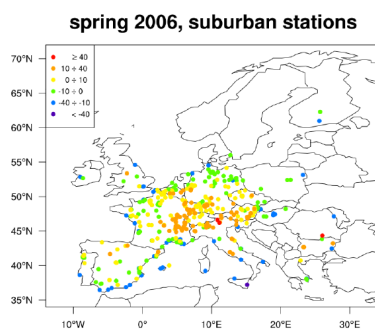 spring 2006, suburban stations
70°N
65°N
60°N
55°N
50°N
45°N
40°N
35°N
≥ 40
10 ÷ 40
0 ÷ 10
-10 ÷ 0
-40 ÷ -10
< -40
10°W 0° 10°E 20°E 30°E